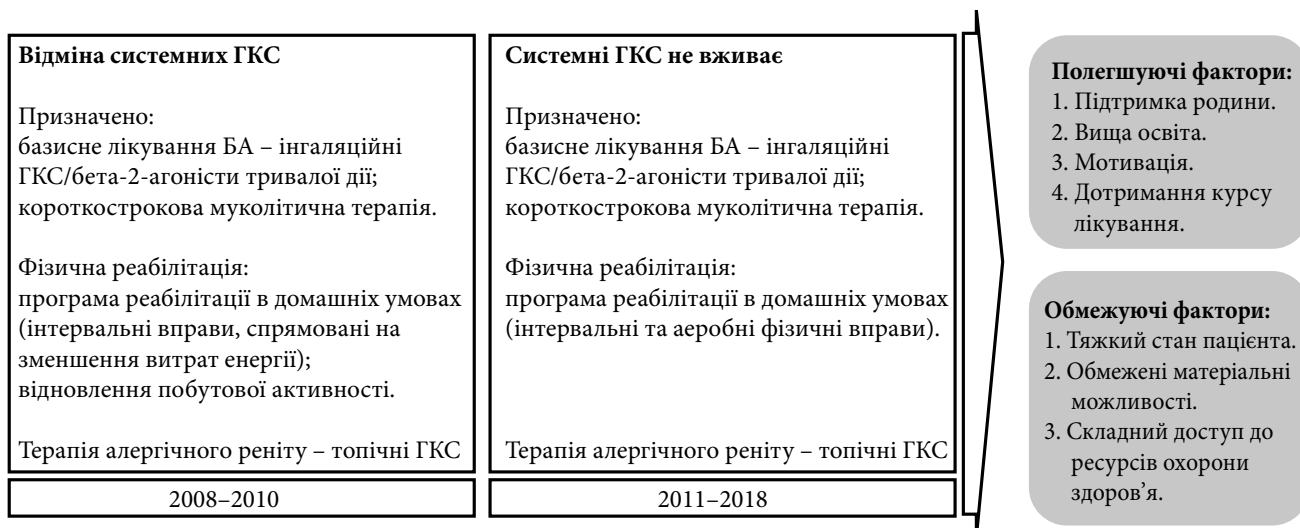 Відміна системних ГКС
Призначено:
базисне лікування БА – інгаляційні
ГКС/бета-2-агоністи тривалої дії;
короткострокова муколітична терапія.
Фізична реабілітація:
програма реабілітації в домашніх умовах
(інтервальні вправи, спрямовані на
зменшення витрат енергії);
відновлення побутової активності.
Терапія алергічного реніту – топічні ГКС
2008–2010
Системні ГКС не вживає
Призначено:
базисне лікування БА – інгаляційні
ГКС/бета-2-агоністи тривалої дії;
короткострокова муколітична терапія.
Фізична реабілітація:
програма реабілітації в домашніх умовах
(інтервальні та аеробні фізичні вправи).
Терапія алергічного реніту – топічні ГКС
2011–2018
Полегшуючі фактори:
1. Підтримка родини.
2. Вища освіта.
3. Мотивація.
4. Дотримання курсу
лікування.
Обмежуючі фактори:
1. Тяжкий стан пацієнта.
2. Обмежені матеріальні
можливості.
3. Складний доступ до
ресурсів охорони
здоров’я.